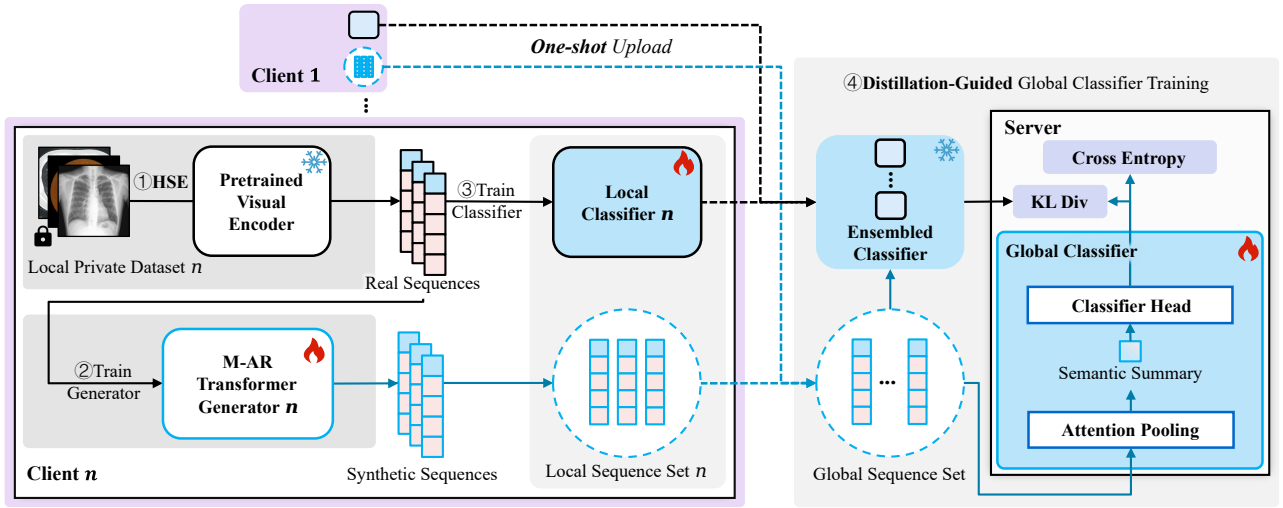 One-shot Upload
Client 1
④Distillation-Guided Global Classifier Training
Server
Cross Entropy
KL Div
①HSE
Pretrained
Visual
Encoder
③Train
Classifier
Local
Classifier n
Ensembled
Classifier
Global Classifier
Local Private Dataset n
Real Sequences
Classifier Head
Semantic Summary
②Train
Generator
M-AR
Transformer
Generator n
Attention Pooling
Client n
Synthetic Sequences
Local Sequence Set n
Global Sequence Set